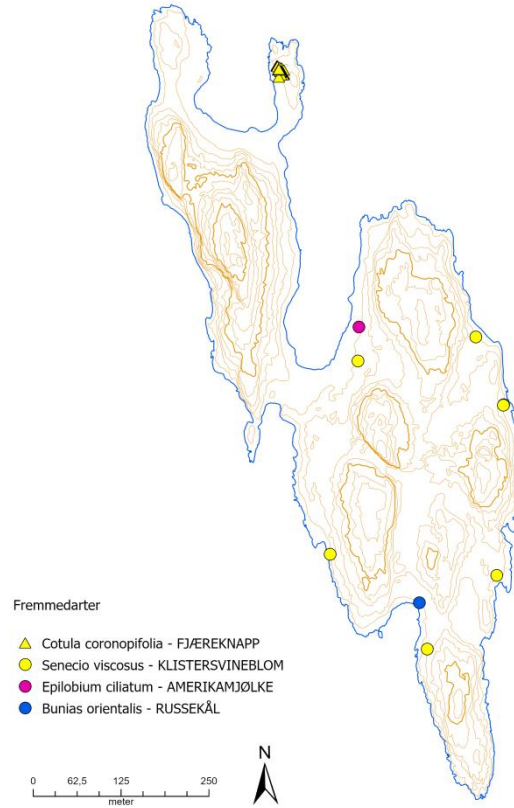 Fremmedarter
Cotula coronopifolia - FJÆREKNAPP
Senecio viscosus - KLISTERSVINEBLOM
Epilobium ciliatum - AMERIKAMJØLKE
Bunias orientalis - RUSSEKÅL
N
0 62,5 125 250
meter